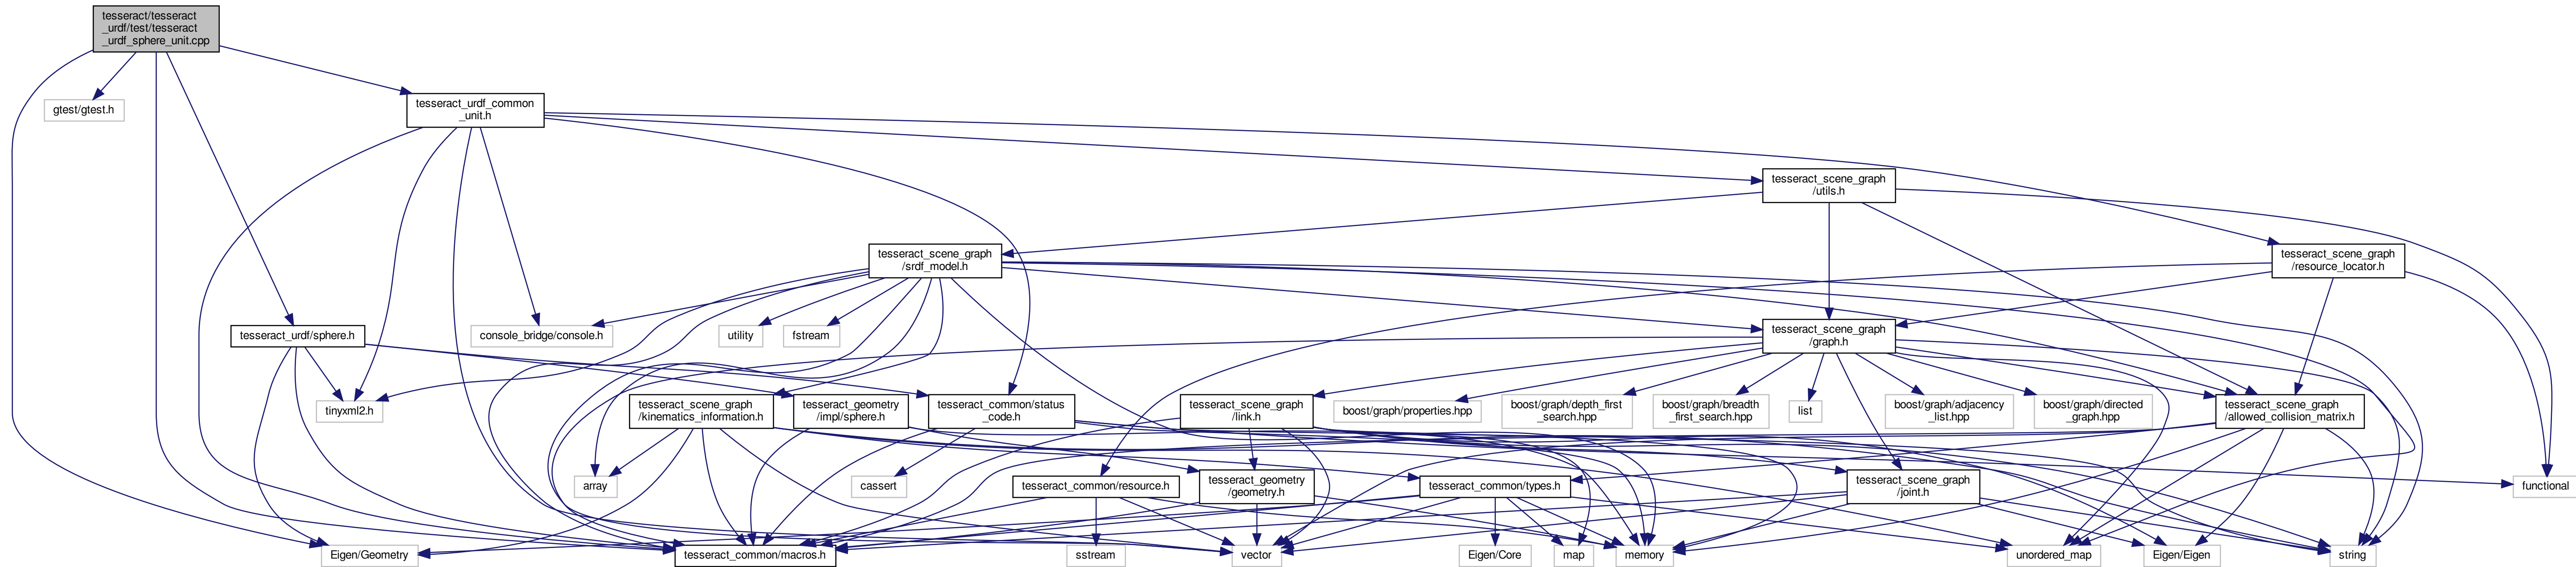 tesseract/tesseract
_urdf/test/tesseract
_urdf_sphere_unit.cpp
gtest/gtest.h
tesseract_urdf_common
_unit.h
tesseract_scene_graph
/utils.h
tesseract_scene_graph
/srdf_model.h
tesseract_scene_graph
/resource_locator.h
tesseract_urdf/sphere.h
console_bridge/console.h
utility
fstream
tesseract_scene_graph
/graph.h
tinyxml2.h
tesseract_scene_graph
/kinematics_information.h
tesseract_geometry
/impl/sphere.h
tesseract_common/status
_code.h
tesseract_scene_graph
/link.h
boost/graph/properties.hpp
boost/graph/depth_first
_search.hpp
boost/graph/breadth
_first_search.hpp
list
boost/graph/adjacency
_list.hpp
boost/graph/directed
_graph.hpp
tesseract_scene_graph
/allowed_collision_matrix.h
array
cassert
tesseract_common/resource.h
tesseract_geometry
/geometry.h
tesseract_common/types.h
tesseract_scene_graph
/joint.h
functional
Eigen/Geometry
tesseract_common/macros.h
sstream
vector
Eigen/Core
map
memory
unordered_map
Eigen/Eigen
string